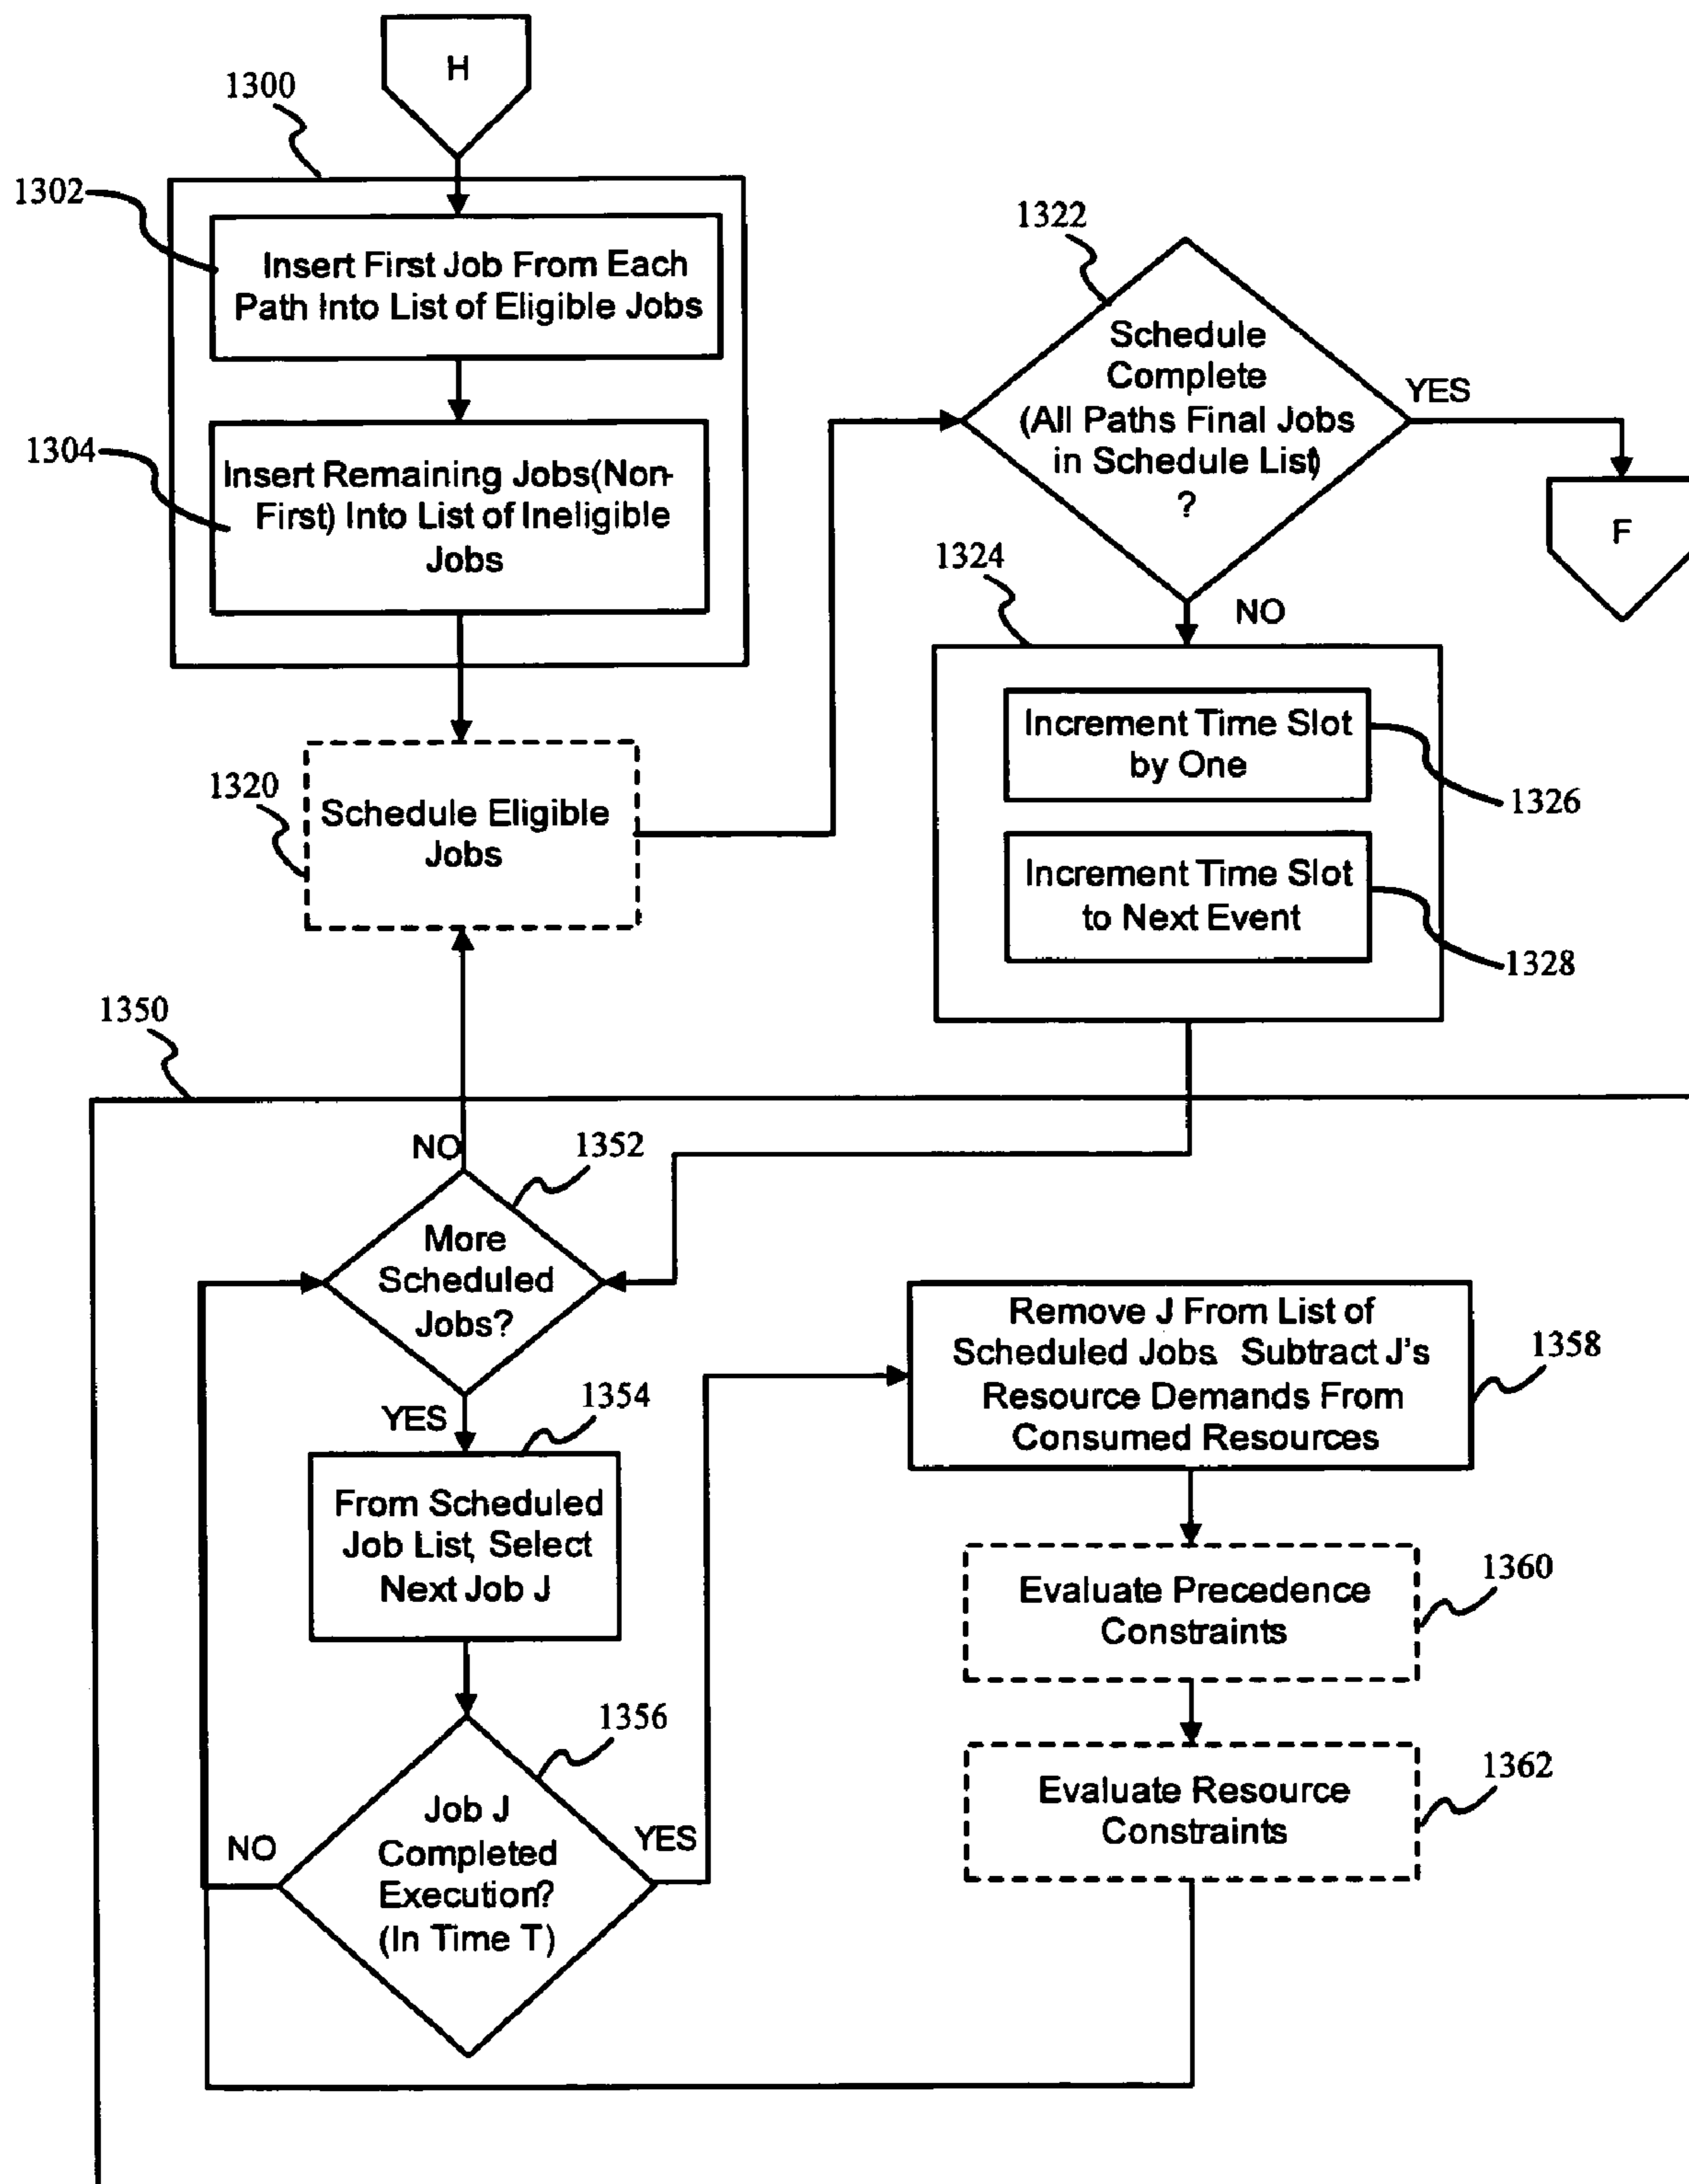 H
1300
1302
Insert First Job From Each
Path Into List of Eligible Jobs
1304
Insert Remaining Jobs(Non-
First) Into List of Ineligible
Jobs
1320
Schedule Eligible
Jobs
1322
Schedule
Complete
(All Paths Final Jobs
in Schedule List)
?
YES
F
NO
1324
Increment Time Slot
by One
1326
Increment Time Slot
to Next Event
1328
1350
NO
1352
More
Scheduled
Jobs?
YES
1354
From Scheduled
Job List, Select
Next Job J
1356
Job J
Completed
Execution?
(In Time T)
NO
YES
Remove J From List of
Scheduled Jobs. Subtract J's
Resource Demands From
Consumed Resources
1358
Evaluate Precedence
Constraints
1360
Evaluate Resource
Constraints
1362